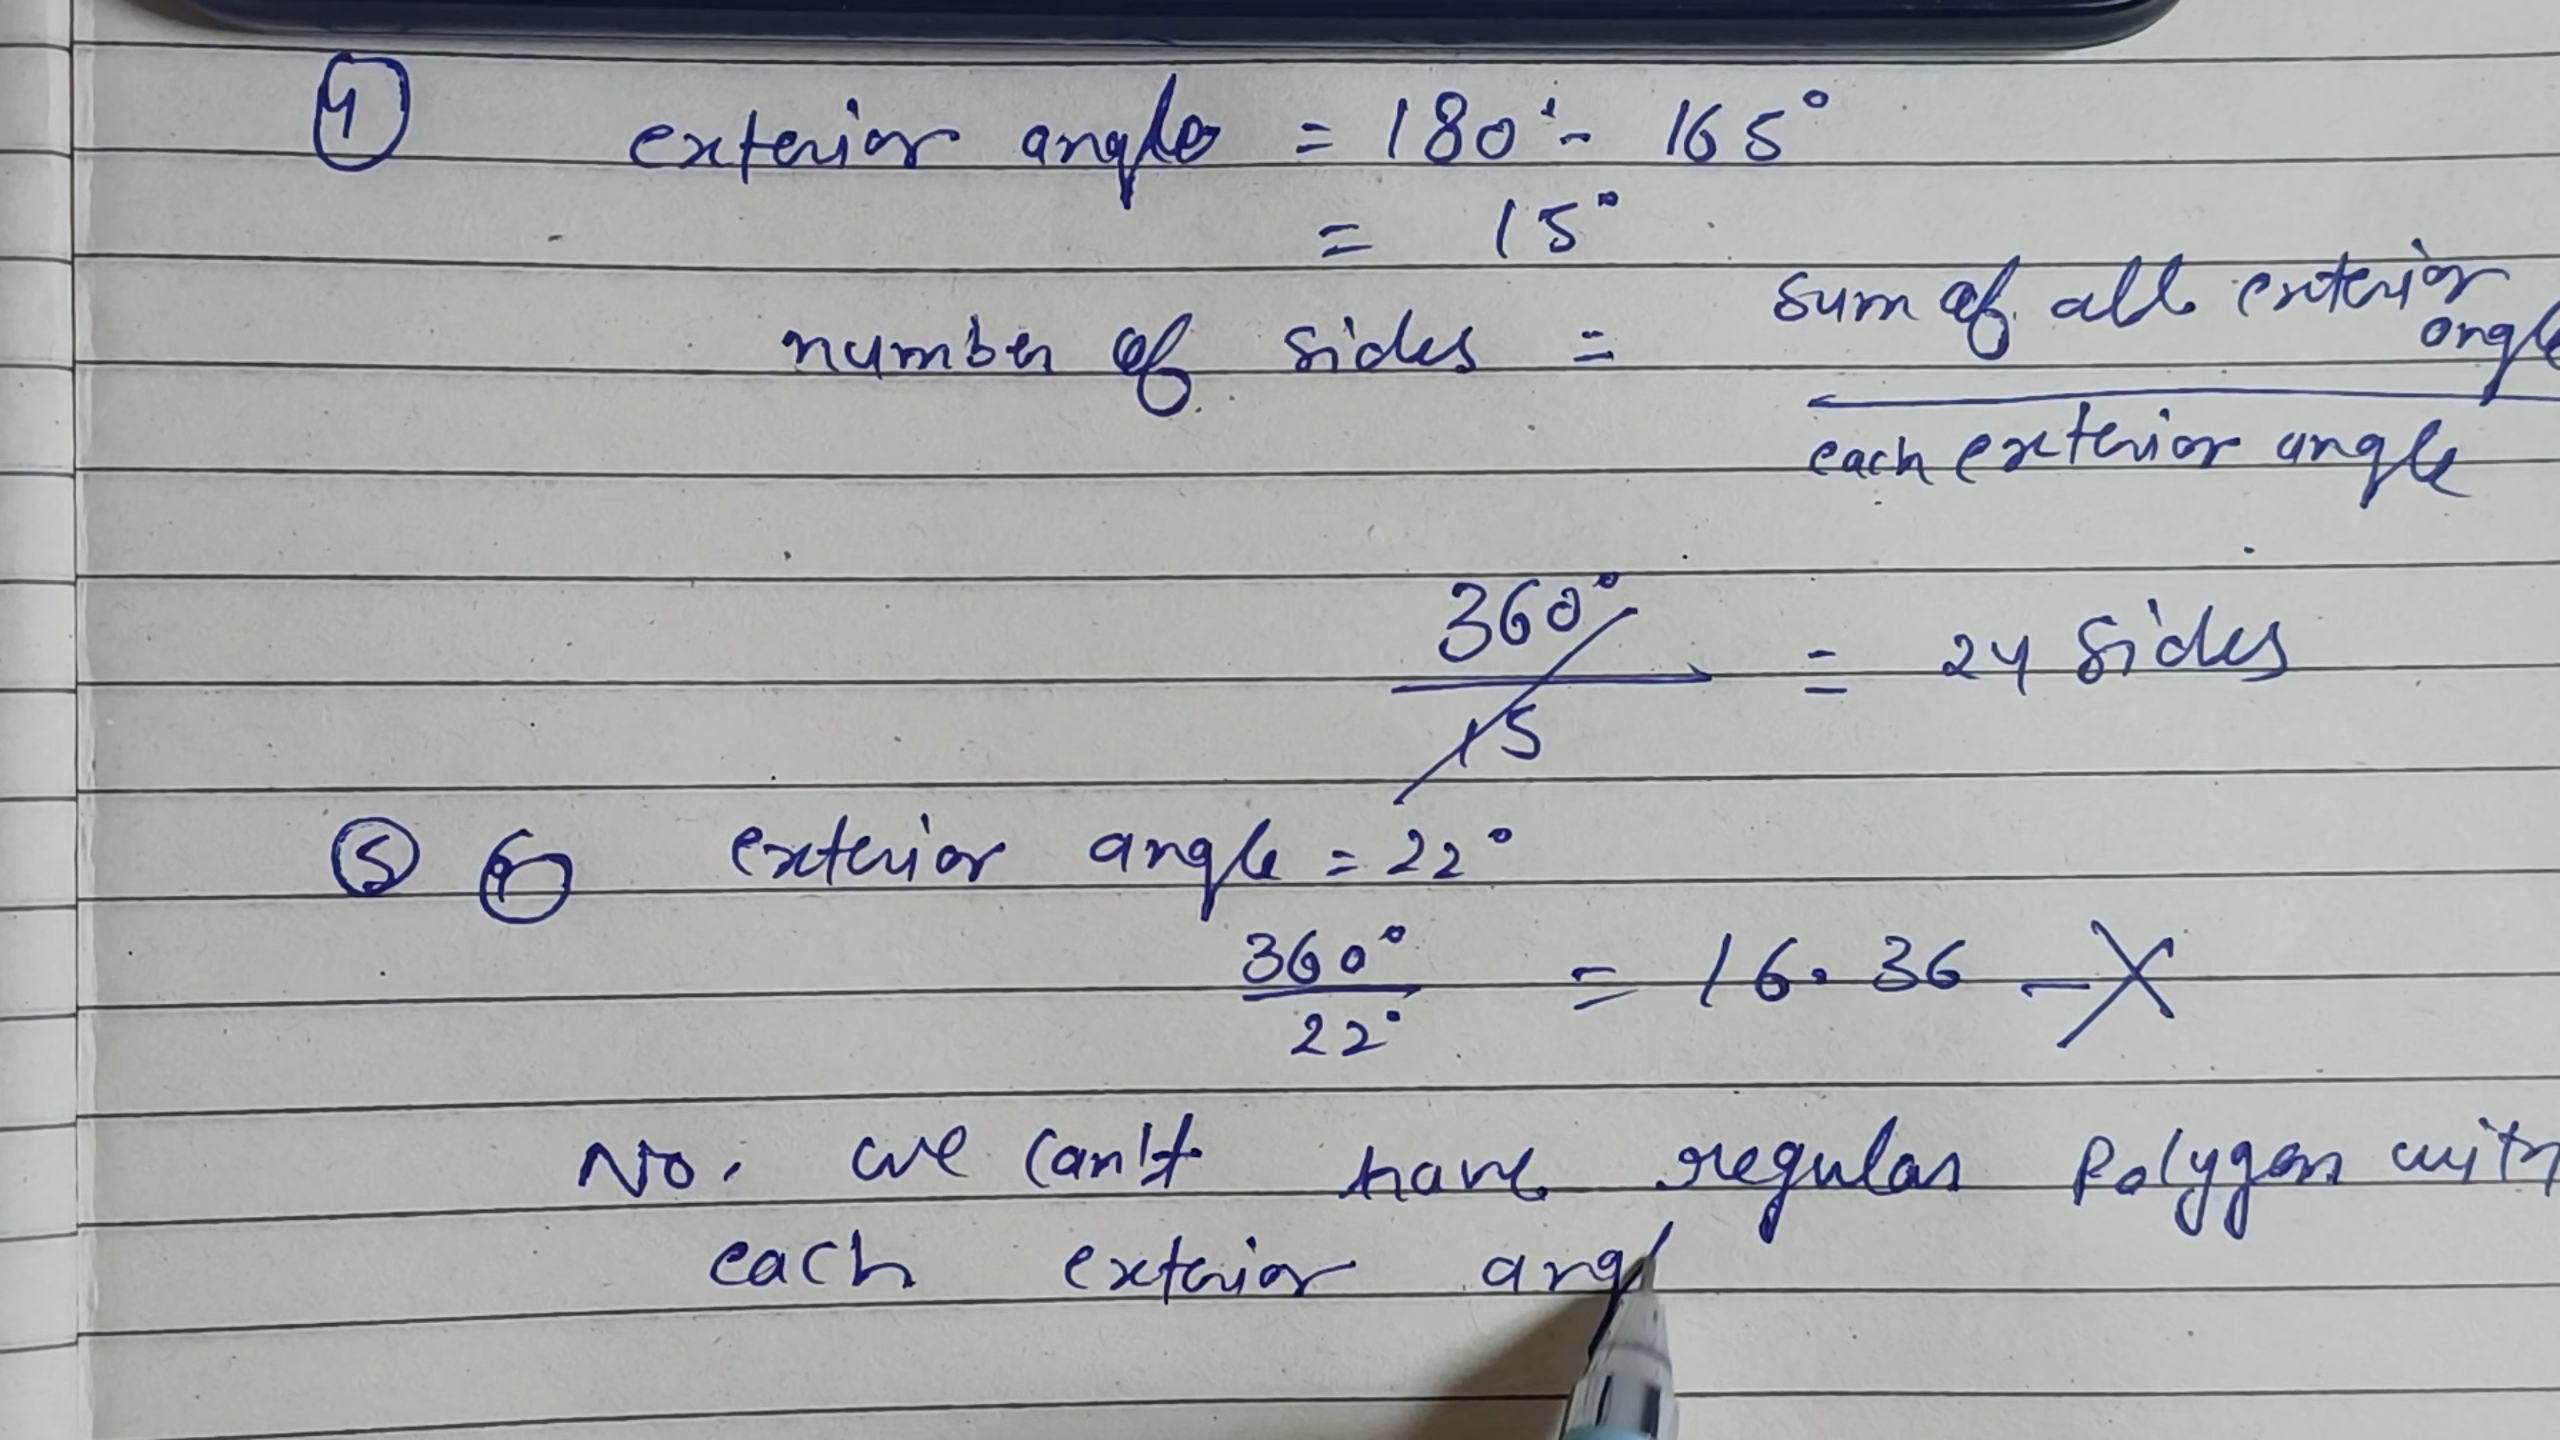 4 exterior angle = 180° - 165°
= 15°
number of sides = sum of all exterior angle
each exterior angle
360°
15
= 24 sides
5 exterior angle = 22°
360°
22°
= 16.36 - X
No, we can't have regular Polygon with
each exterior angl